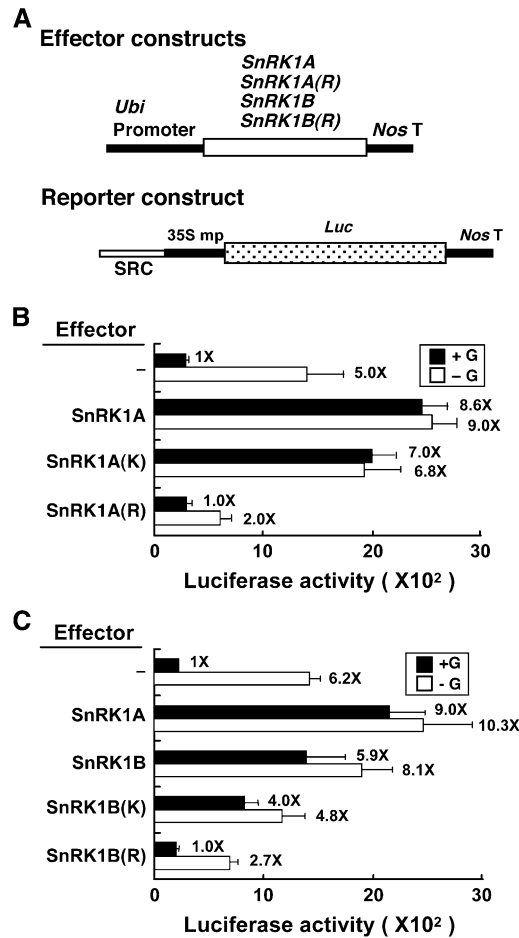 A
Effector constructs
SnRK1A
SnRK1A(R)
SnRK1B
SnRK1B(R)
Ubi
Promoter
Nos T
Reporter construct
35S mp
Luc
Nos T
SRC
B
Effector
+ G
– G
–
1X
5.0X
SnRK1A
8.6X
9.0X
SnRK1A(K)
7.0X
6.8X
SnRK1A(R)
1.0X
2.0X
0
10
20
30
Luciferase activity ( X10² )
C
Effector
+G
- G
–
1X
6.2X
SnRK1A
9.0X
10.3X
SnRK1B
5.9X
8.1X
SnRK1B(K)
4.0X
4.8X
SnRK1B(R)
1.0X
2.7X
0
10
20
30
Luciferase activity ( X10² )